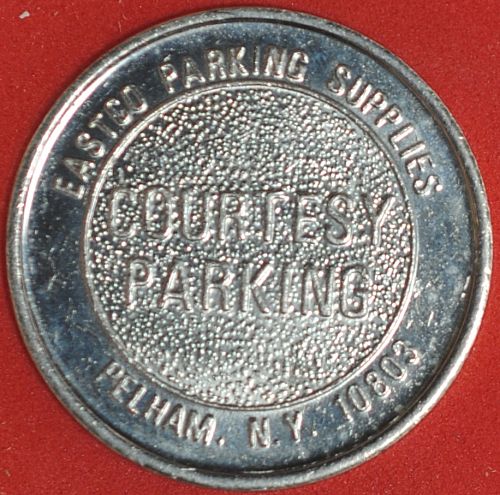 EASTCO PARKING SUPPLIES
COURTESY
PARKING
PELHAM, N.Y. 10803